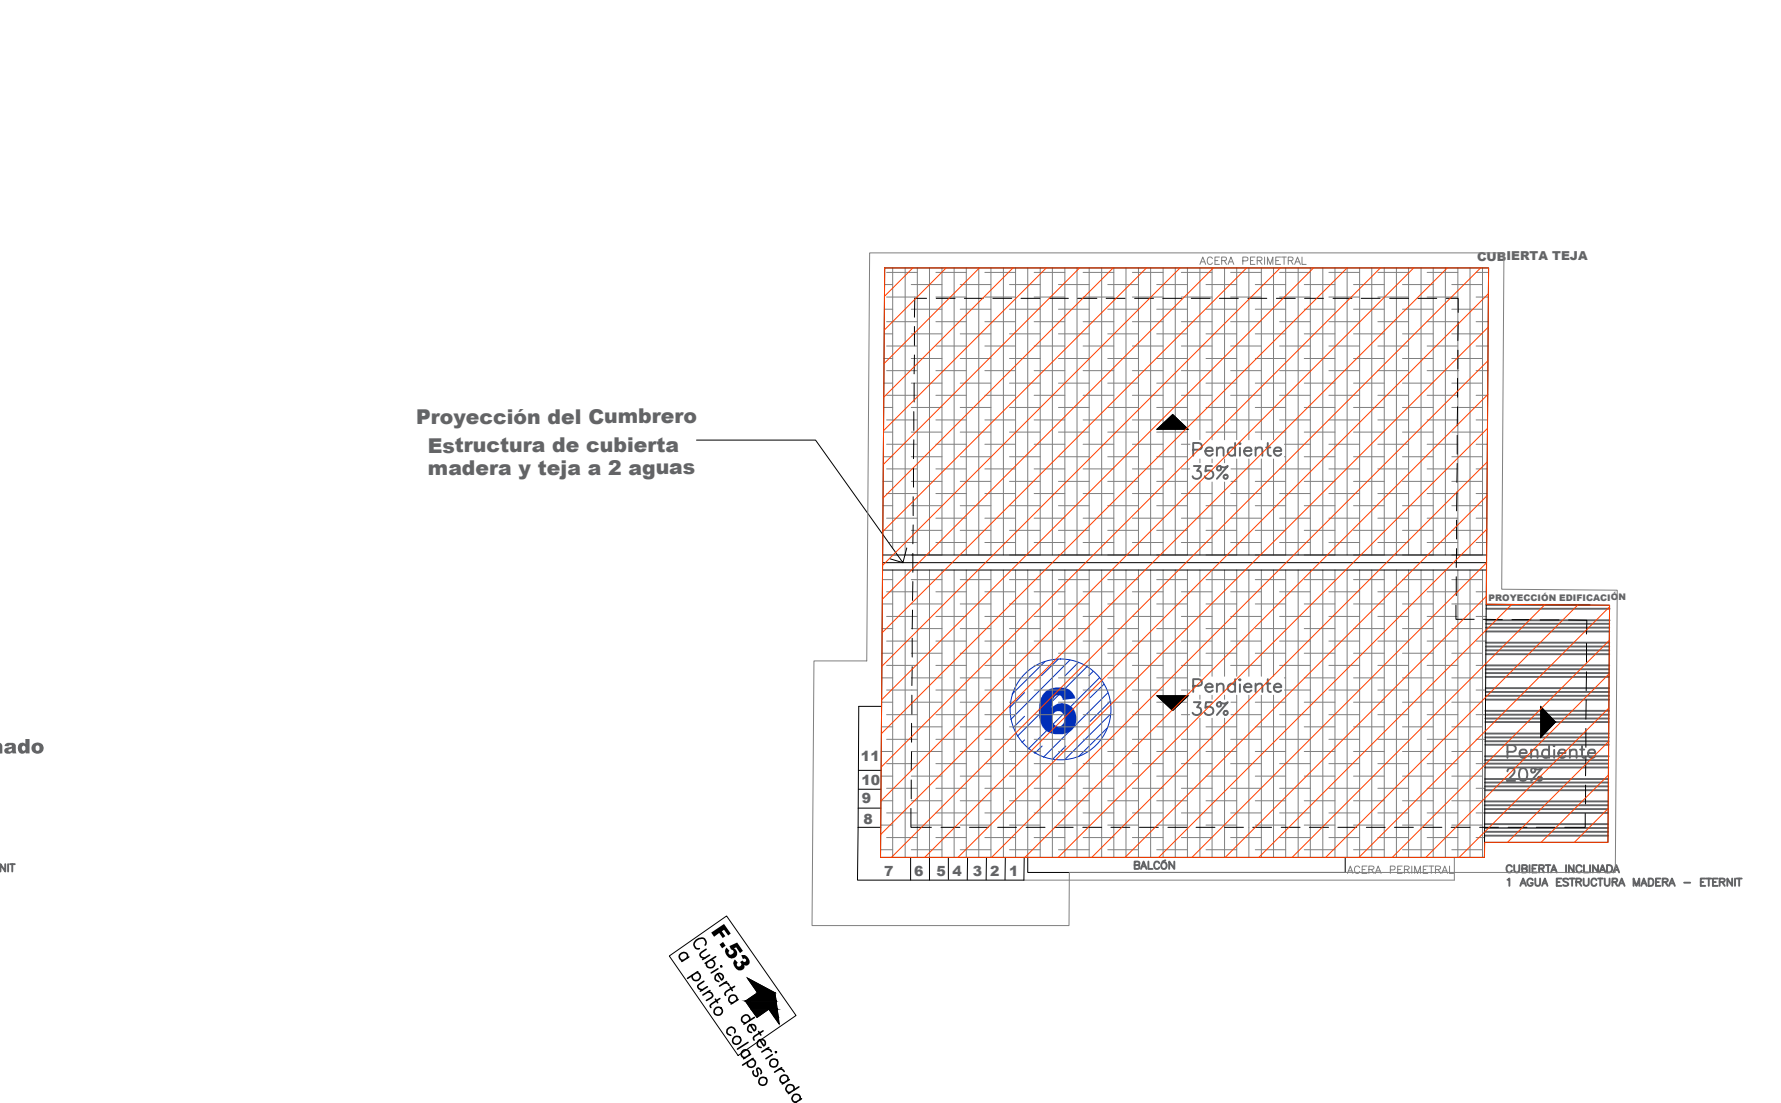 ACERA PERIMETRAL
CUBIERTA TEJA
Proyección del Cumbrero
Estructura de cubierta
madera y teja a 2 aguas
Pendiente
35%
PROYECCIÓN EDIFICACIÓN
6
Pendiente
35%
nado
Pendiente
20%
11
10
9
8
7
6
5
4
3
2
1
BALCÓN
ACERA PERIMETRAL
CUBIERTA INCLINADA
1 AGUA ESTRUCTURA MADERA – ETERNIT
NIT
F.53
Cubierta deteriorada
a punto colapso